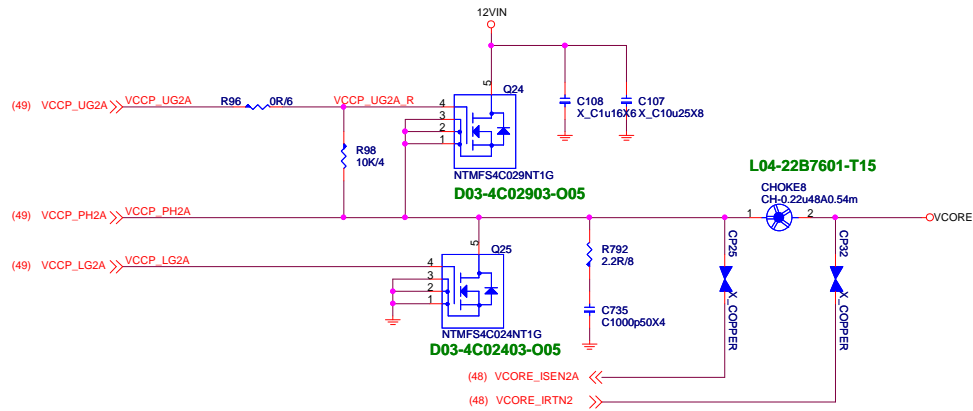 12VIN
5
Q24
(49) VCCP_UG2A VCCP_UG2A R96 0R/6 VCCP_UG2A_R 4
3
2
1
C108
X_C1u16X6
C107
X_C10u25X8
R98
10K/4
NTMFS4C029NT1G
D03-4C02903-O05
L04-22B7601-T15
CHOKE8
CH-0.22u48A0.54m
(49) VCCP_PH2A VCCP_PH2A 1 2 VCORE
5
Q25
(49) VCCP_LG2A VCCP_LG2A 4
3
2
1
R792
2.2R/8
CP25
X_COPPER
CP32
X_COPPER
C735
C1000p50X4
NTMFS4C024NT1G
D03-4C02403-O05
(48) VCORE_ISEN2A
(48) VCORE_IRTN2